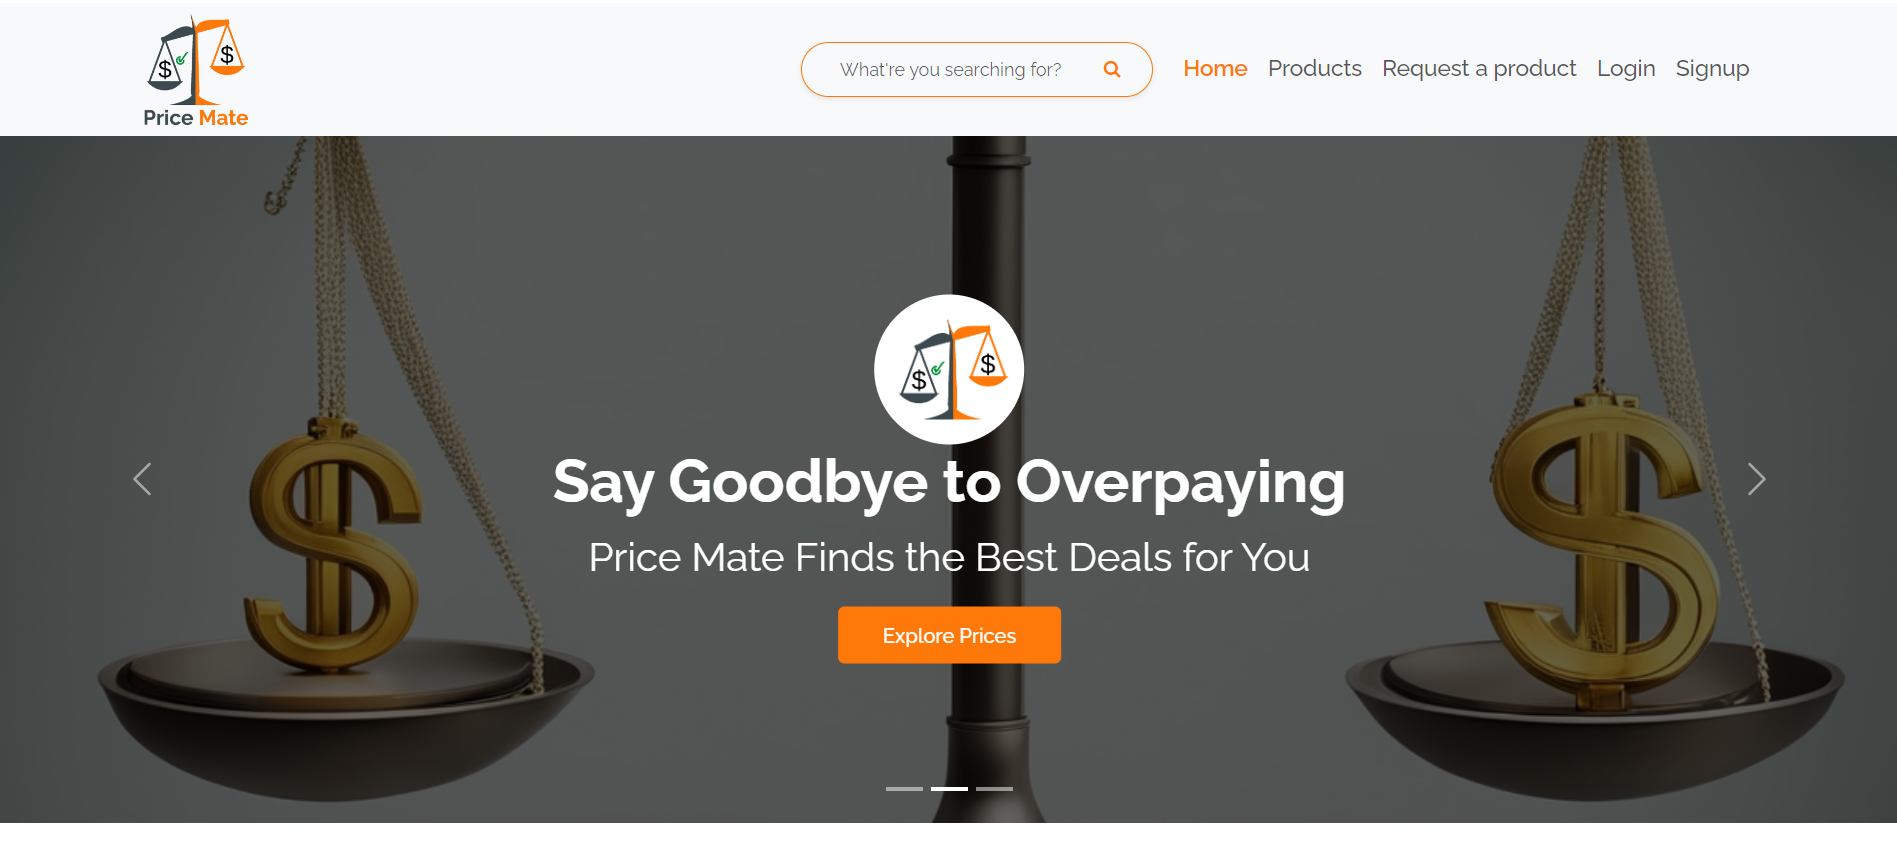 $ $
Price Mate
What're you searching for?
Home Products Request a product Login Signup
$ $
Say Goodbye to Overpaying
Price Mate Finds the Best Deals for You
Explore Prices
$ $